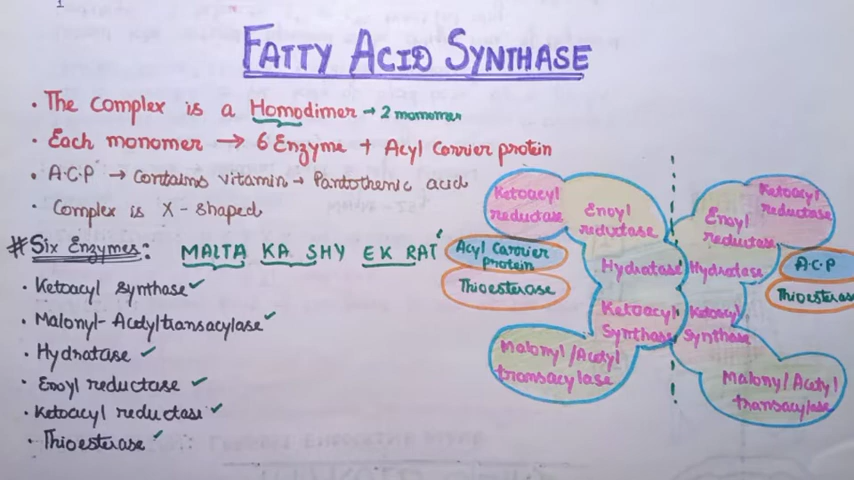 FATTY ACID SYNTHASE
• The Complex is a Homodimer → 2 monomer
• Each monomer → 6 Enzyme + Acyl Carrier protein
• A.C.P → Contains vitamin → Pantothenic acid
• Complex is X-shaped
# Six Enzymes: MALTA KA SHY EK RAT
• Ketoacyl synthase ✓
• Malonyl-Acetyltransacylase ✓
• Hydratase ✓
• Enoyl reductase ✓
• Ketoacyl reductase ✓
• Thioesterase ✓
Ketoacyl
reductase
Enoyl
reductase
Acyl Carrier
protein
Thioesterase
Hydratase
Ketoacyl
Synthase
Malonyl/Acetyl
transacylase
Ketoacyl
reductase
Enoyl
reductase
Hydratase
A.C.P
Thioesterase
Ketoacyl
Synthase
Malonyl/Acetyl
transacylase